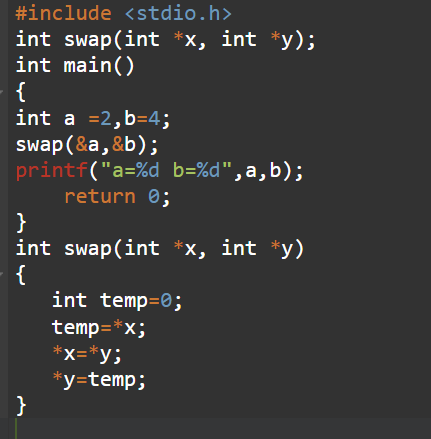 #include <stdio.h>
int swap(int *x, int *y);
int main()
{
int a =2,b=4;
swap(&a,&b);
printf("a=%d b=%d",a,b);
    return 0;
}
int swap(int *x, int *y)
{
   int temp=0;
   temp=*x;
   *x=*y;
   *y=temp;
}